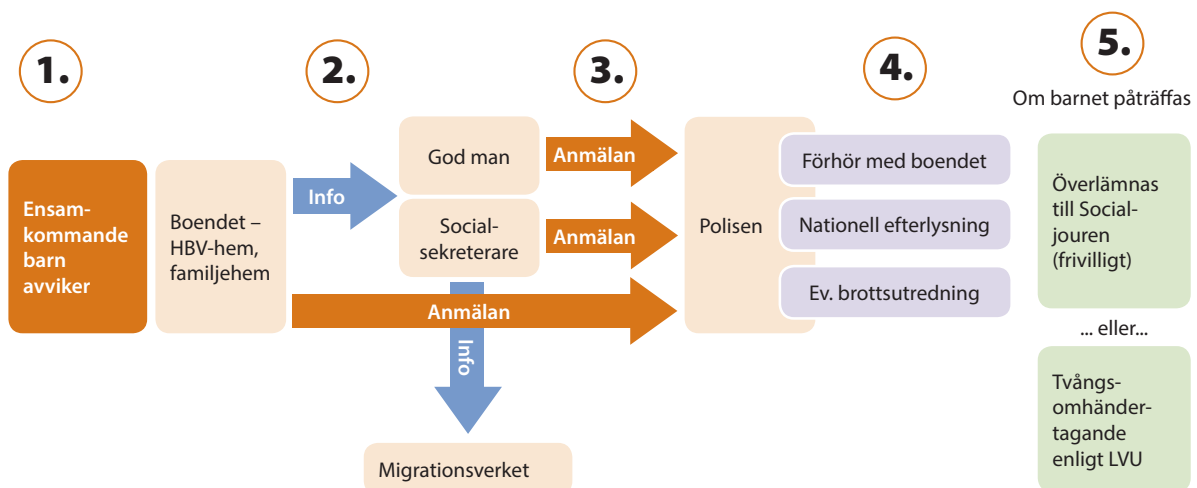 1.
Ensam-
kommande
barn
avviker
Boendet –
HBV-hem,
familjehem
2.
Info
God man
Social-
sekreterare
3.
Anmälan
Anmälan
Anmälan
Info
Migrationsverket
Polisen
4.
Förhör med boendet
Nationell efterlysning
Ev. brottsutredning
5.
Om barnet påträffas
Överlämnas
till Social-
jouren
(frivilligt)
... eller...
Tvångs-
omhänder-
tagande
enligt LVU